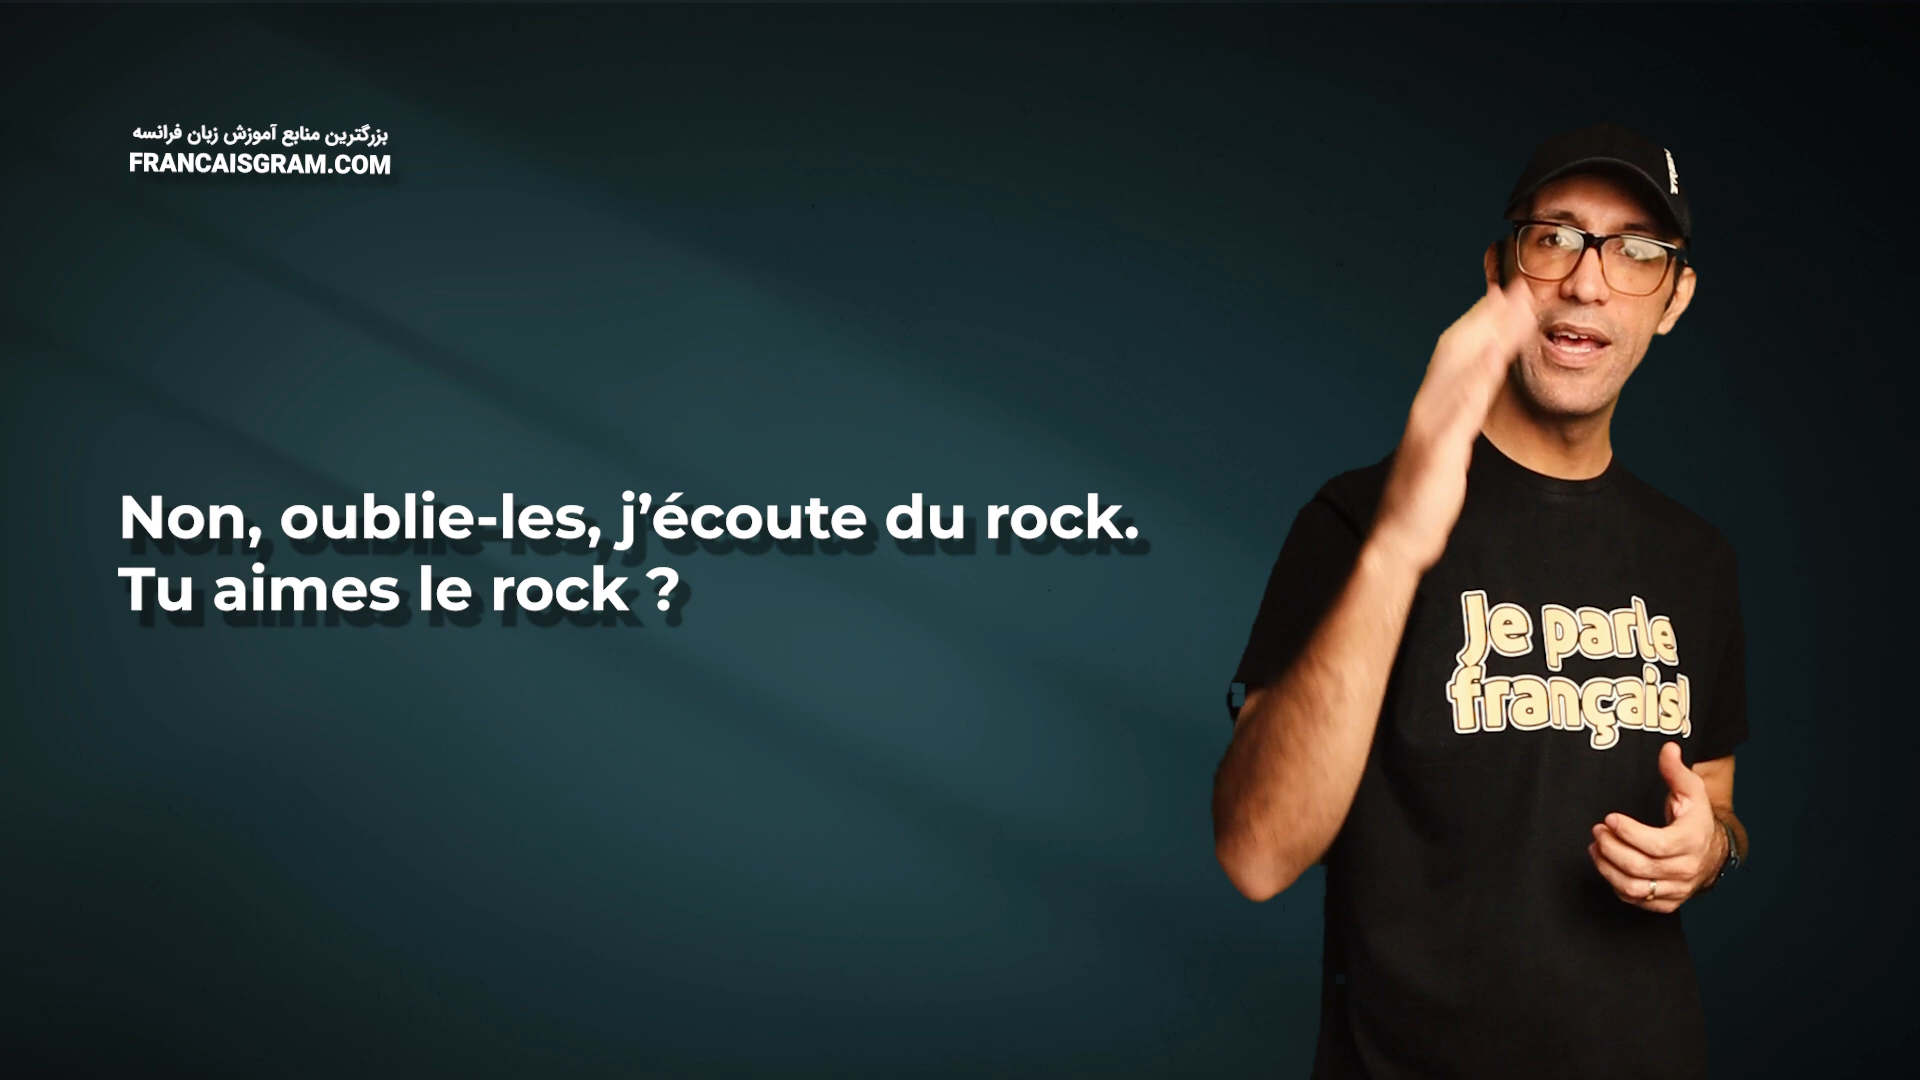 بزرگترین منابع آموزش زبان فرانسه
FRANCAISGRAM.COM
Non, oublie-les, j’écoute du rock.
Tu aimes le rock ?
Je parle
français!